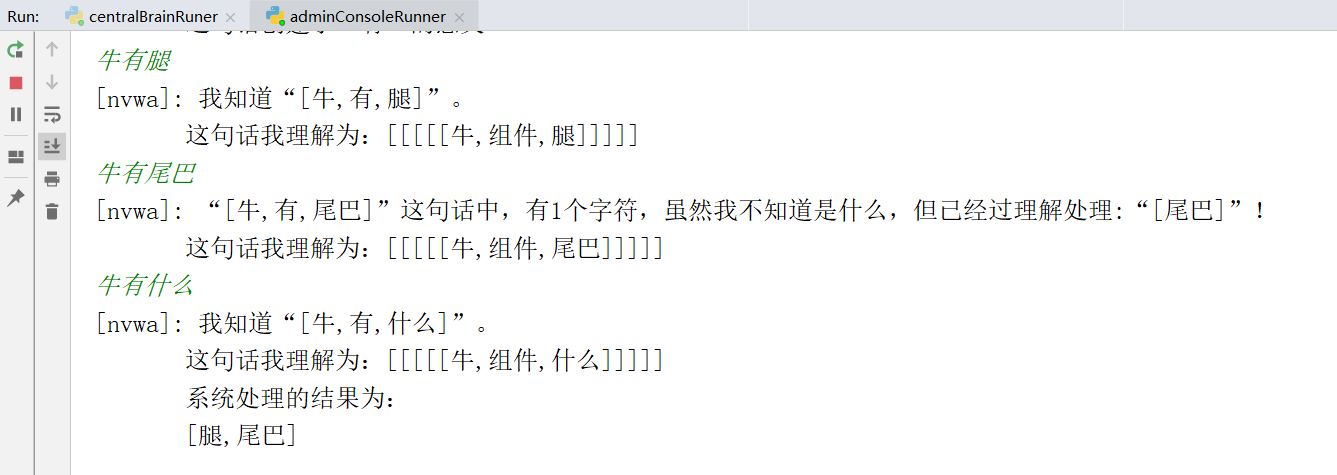 Run: centralBrainRuner × adminConsoleRunner ×
牛有腿
[nvwa]: 我知道“[牛,有,腿]”。
这句话我理解为：[[[[[牛,组件,腿]]]]]
牛有尾巴
[nvwa]: “[牛,有,尾巴]”这句话中，有1个字符，虽然我不知道是什么，但已经过理解处理:“[尾巴]”！
这句话我理解为：[[[[[牛,组件,尾巴]]]]]
牛有什么
[nvwa]: 我知道“[牛,有,什么]”。
这句话我理解为：[[[[[牛,组件,什么]]]]]
系统处理的结果为：
[腿,尾巴]